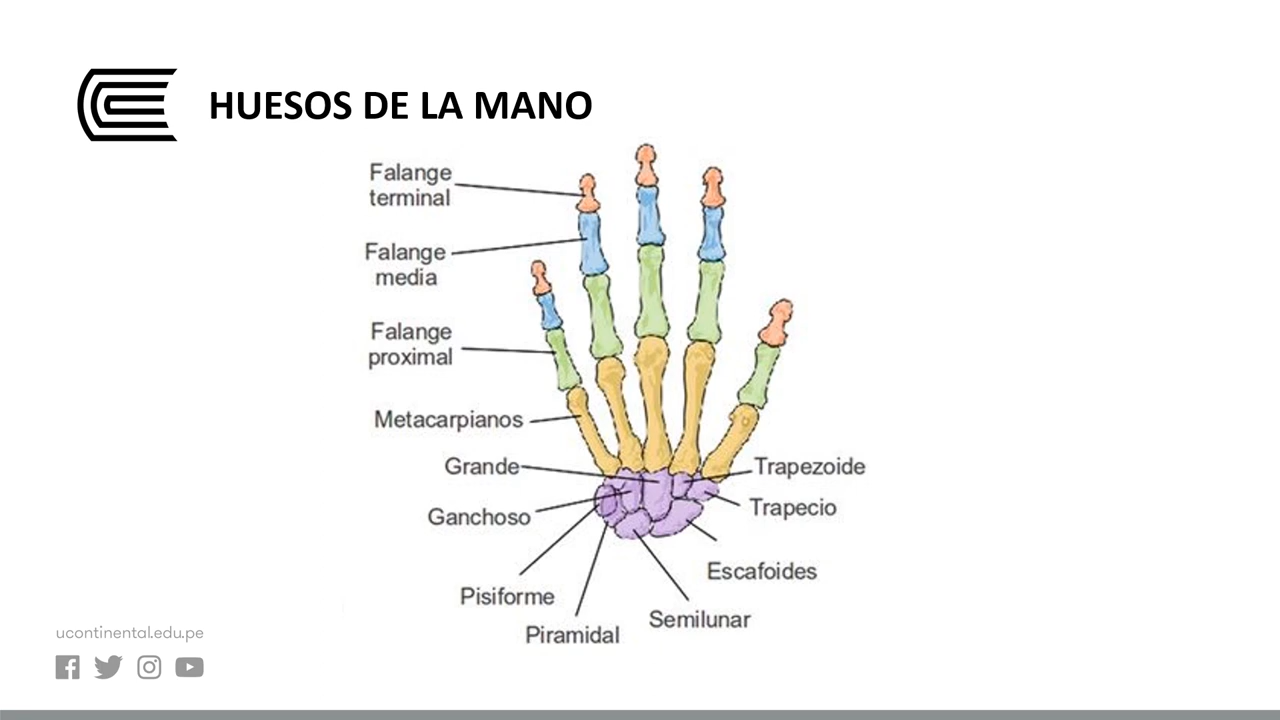 HUESOS DE LA MANO
Falange
terminal
Falange
media
Falange
proximal
Metacarpianos
Grande
Trapezoide
Trapecio
Ganchoso
Escafoides
Pisiforme
Semilunar
Piramidal
ucontinental.edu.pe